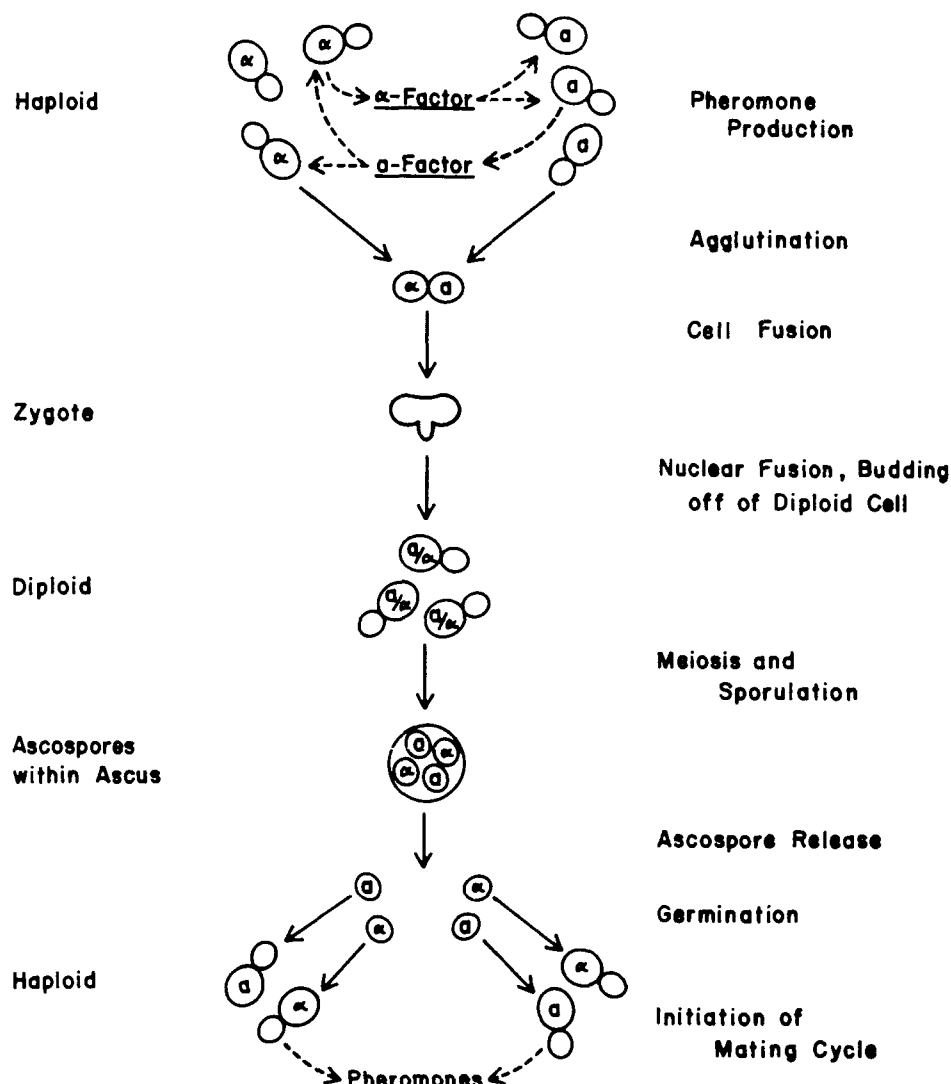 α α a
Haploid α-Factor a Pheromone
Production
α a-Factor a
Agglutination
α a
Cell Fusion
Zygote
Nuclear Fusion, Budding
off of Diploid Cell
a/α
Diploid a/α a/α
Meiosis and
Sporulation
Ascospores
within Ascus
a α
α a
Ascospore Release
a α
α a
Germination
Haploid a α α a
Initiation of
Mating Cycle
Pheromones